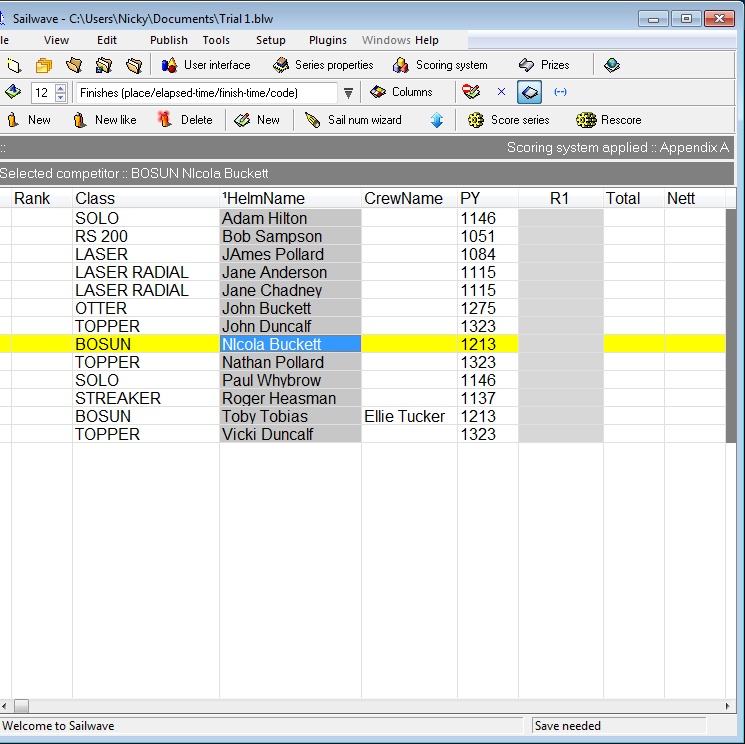 Sailwave - C:\Users\Nicky\Documents\Trial 1.blw
le View Edit Publish Tools Setup Plugins Windows Help
User interface Series properties Scoring system Prizes
12 Finishes (place/elapsed-time/finish-time/code) Columns
New New like Delete New Sail num wizard Score series Rescore
:: Scoring system applied :: Appendix A
Selected competitor :: BOSUN NIcola Buckett
Rank Class ¹HelmName CrewName PY R1 Total Nett
SOLO Adam Hilton 1146
RS 200 Bob Sampson 1051
LASER JAmes Pollard 1084
LASER RADIAL Jane Anderson 1115
LASER RADIAL Jane Chadney 1115
OTTER John Buckett 1275
TOPPER John Duncalf 1323
BOSUN NIcola Buckett 1213
TOPPER Nathan Pollard 1323
SOLO Paul Whybrow 1146
STREAKER Roger Heasman 1137
BOSUN Toby Tobias Ellie Tucker 1213
TOPPER Vicki Duncalf 1323
Welcome to Sailwave Save needed